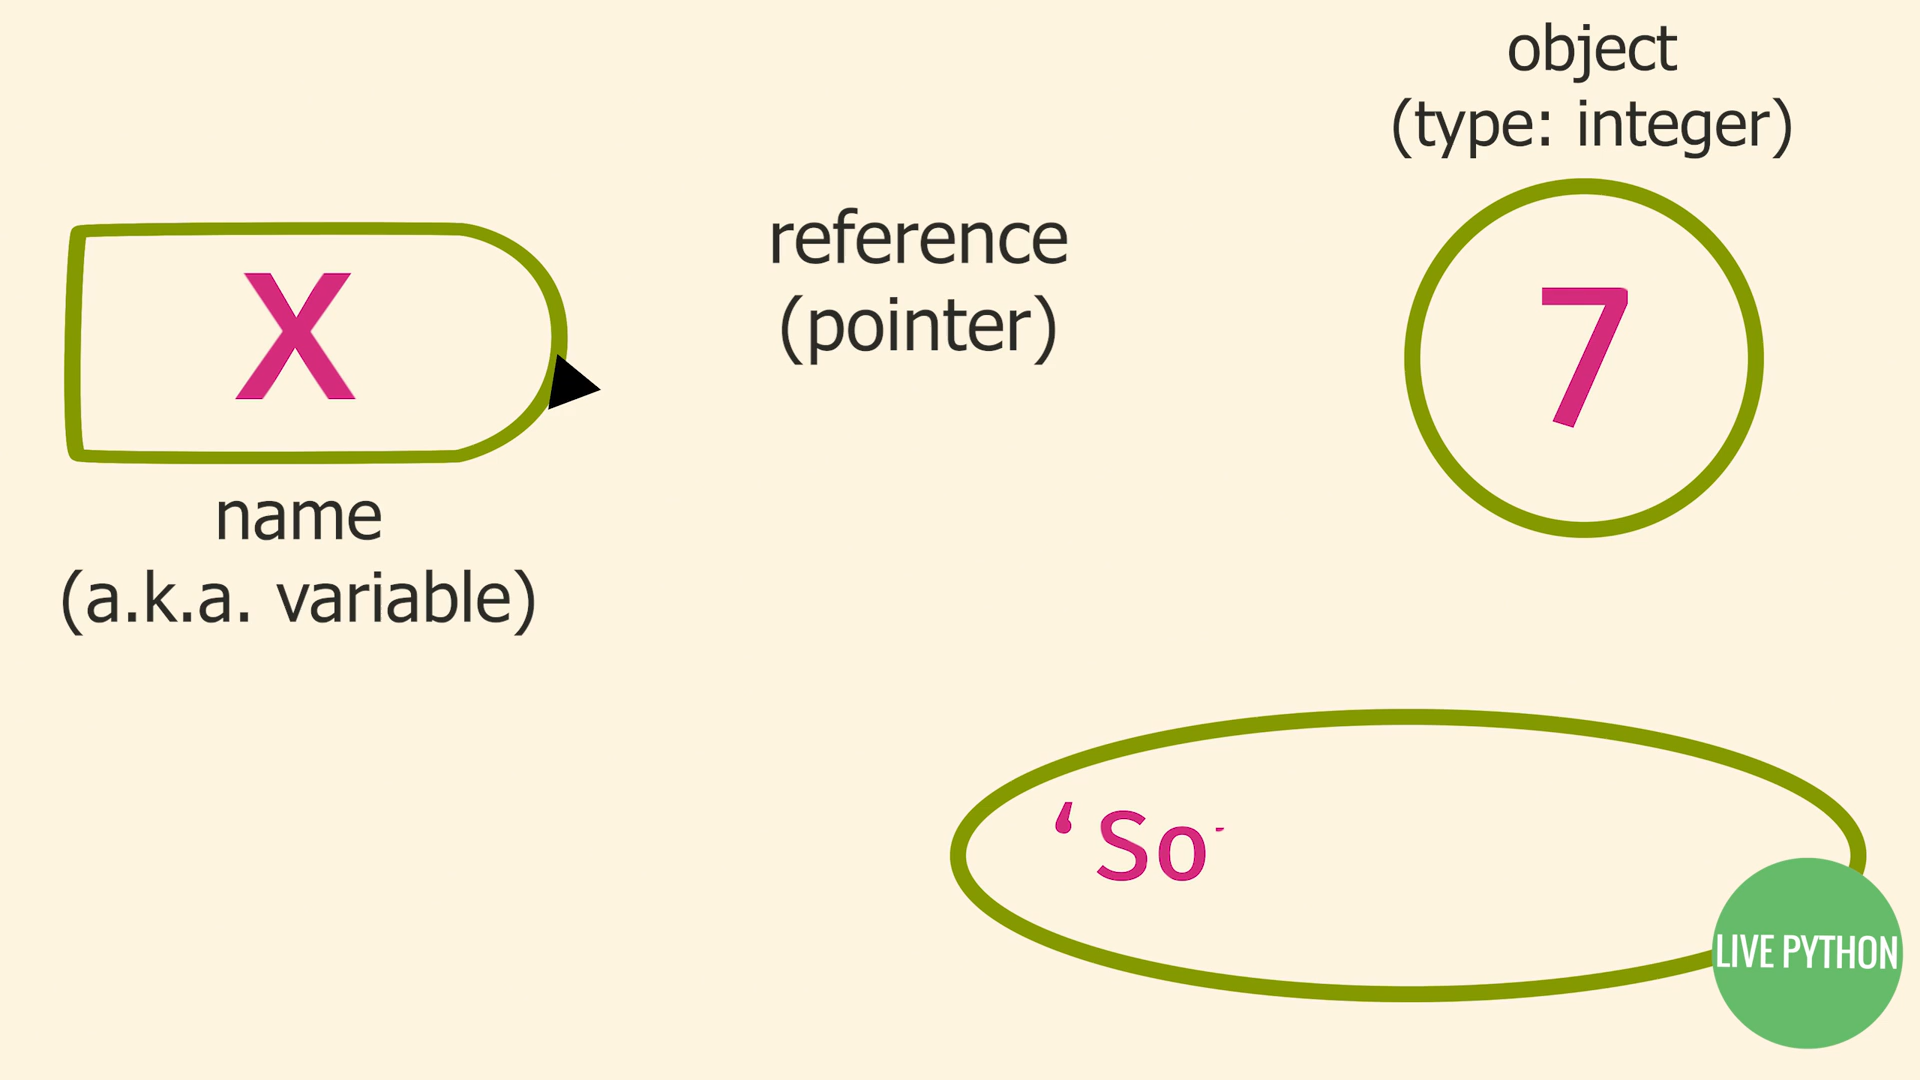 object
(type: integer)
reference
(pointer)
X
7
name
(a.k.a. variable)
‘So
LIVE PYTHON